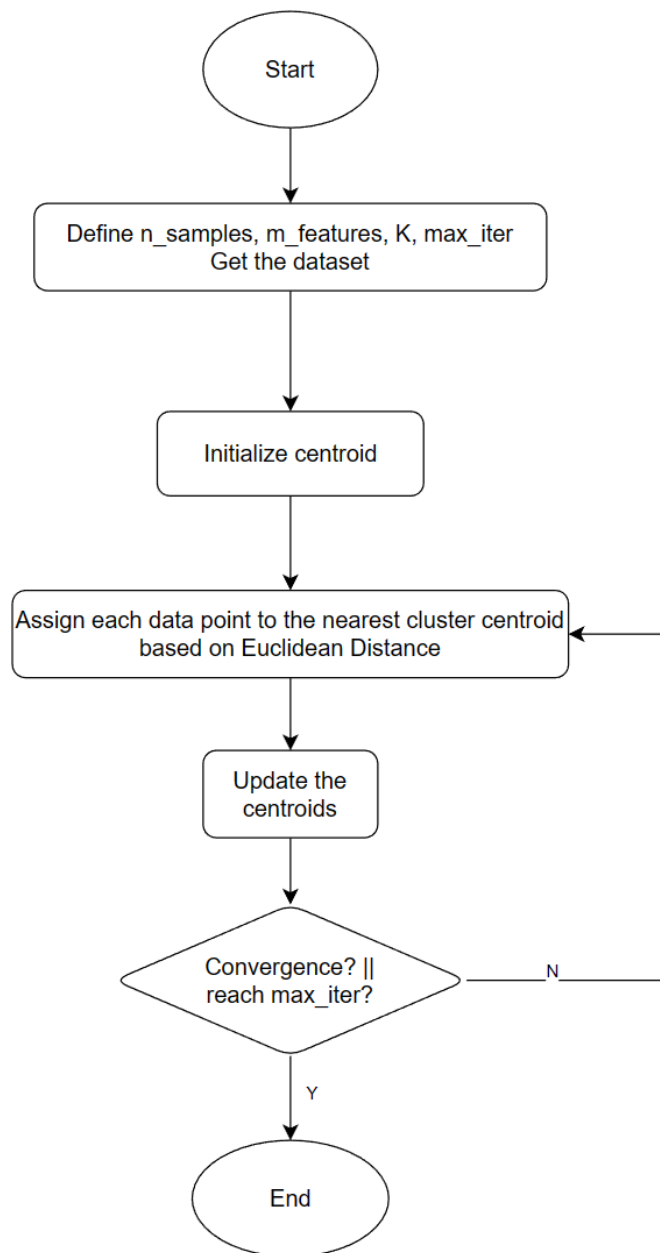 Start
Define n_samples, m_features, K, max_iter
Get the dataset
Initialize centroid
Assign each data point to the nearest cluster centroid
based on Euclidean Distance
Update the
centroids
Convergence? ||
reach max_iter?
N
Y
End